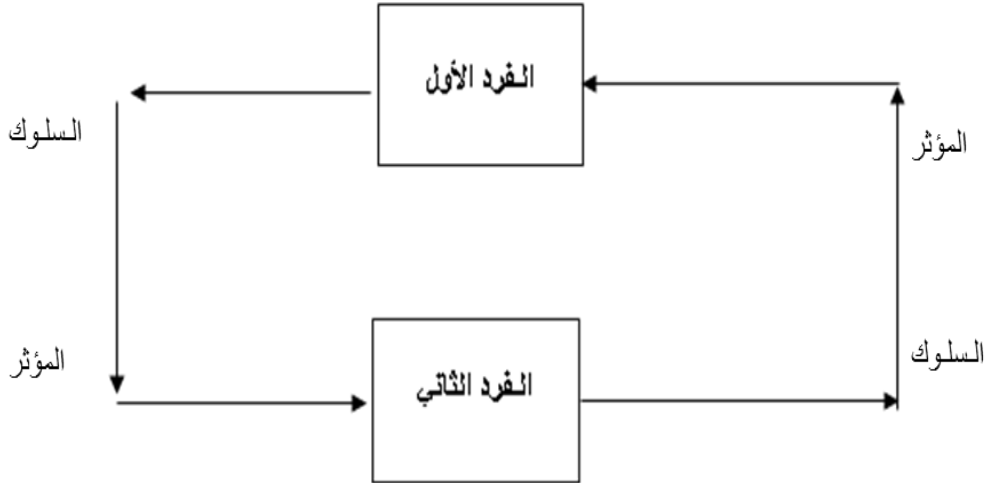 الفرد الأول
المؤثر
السلوك
السلوك
المؤثر
الفرد الثاني